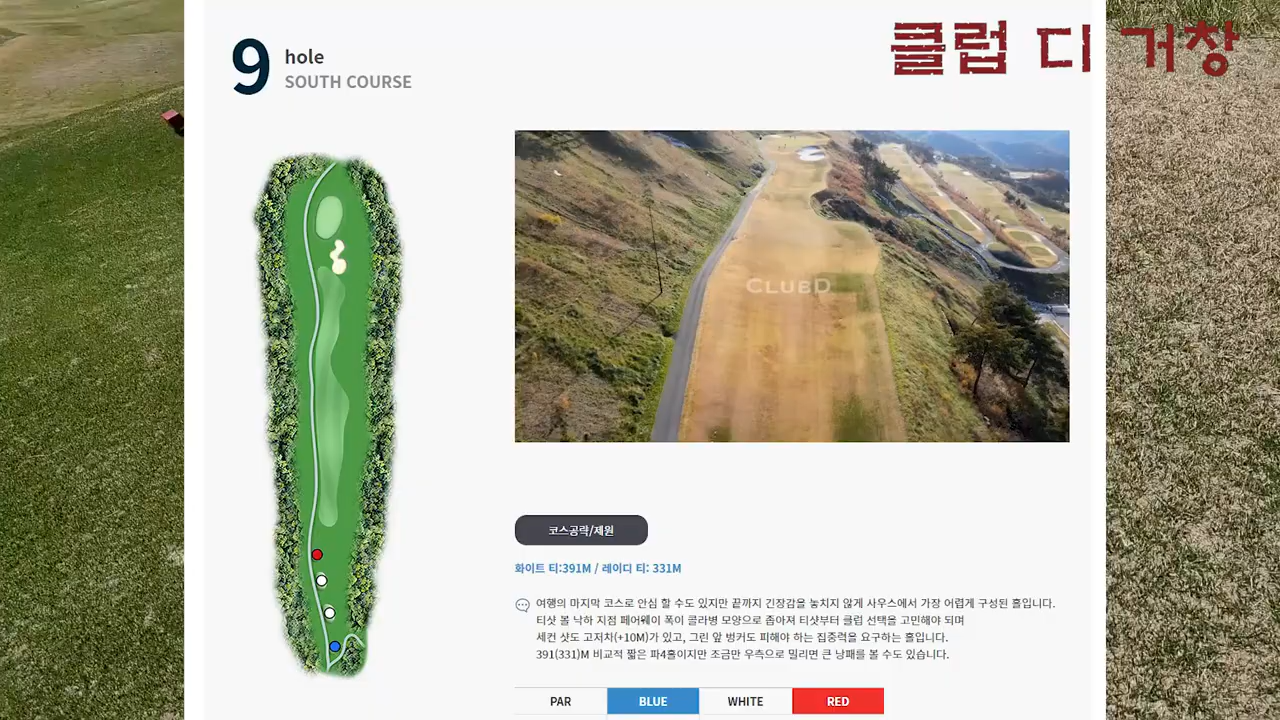 9
hole
SOUTH COURSE
클럽 디 거창
CLUBD
코스공략/제원
화이트 티:391M / 레이디 티: 331M
여행의 마지막 코스로 안심 할 수도 있지만 끝까지 긴장감을 놓치지 않게 사우스에서 가장 어렵게 구성된 홀입니다.
티샷 볼 낙하 지점 페어웨이 폭이 콜라병 모양으로 좁아져 티샷부터 클럽 선택을 고민해야 되며
세컨 샷도 고저차(+10M)가 있고, 그린 앞 벙커도 피해야 하는 집중력을 요구하는 홀입니다.
391(331)M 비교적 짧은 파4홀이지만 조금만 우측으로 밀리면 큰 낭패를 볼 수도 있습니다.
PAR BLUE WHITE RED